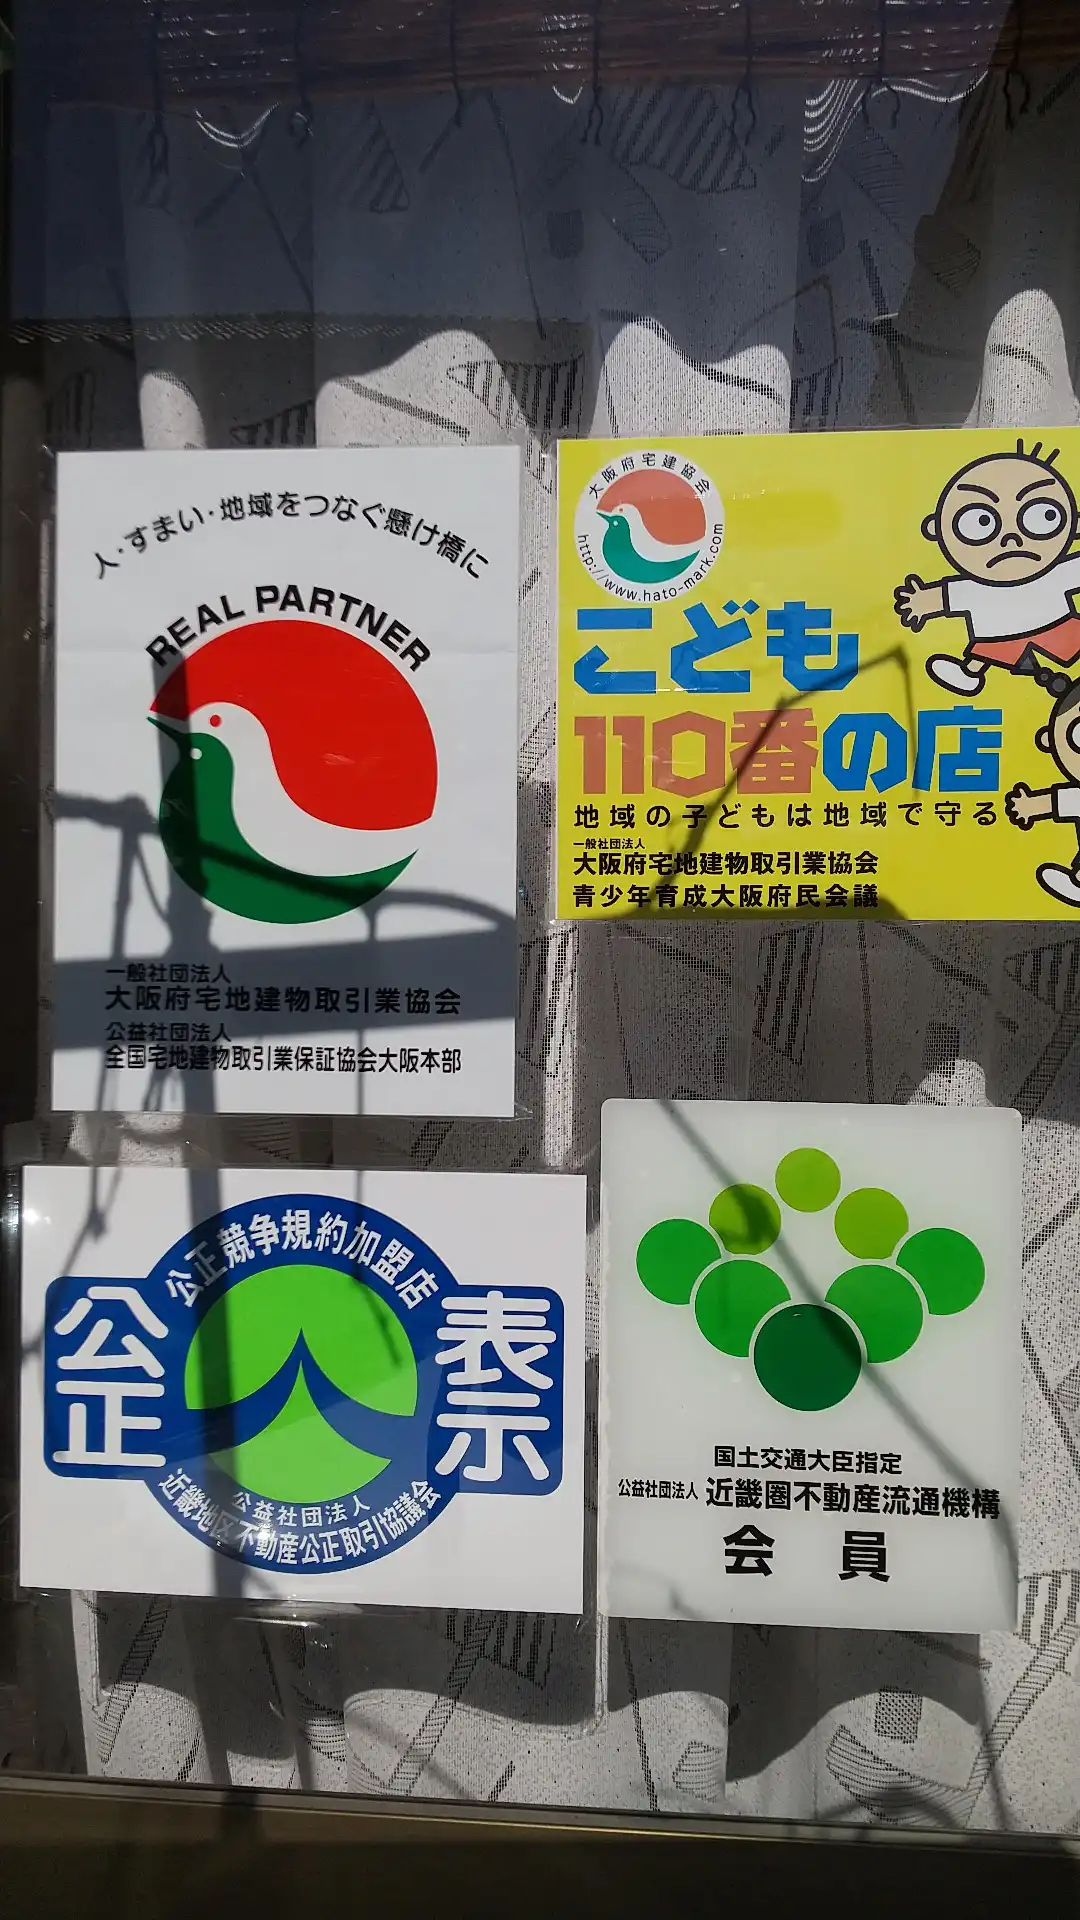 人・すまい・地域をつなぐ懸け橋に
REAL PARTNER
一般社団法人
大阪府宅地建物取引業協会
公益社団法人
全国宅地建物取引業保証協会大阪本部
大阪府宅建協会
http://www.hato-mark.com
こども
110番の店
地域の子どもは地域で守る
一般社団法人
大阪府宅地建物取引業協会
青少年育成大阪府民会議
公正競争規約加盟店
公正
表示
公益社団法人
近畿地区不動産公正取引協議会
国土交通大臣指定
公益社団法人 近畿圏不動産流通機構
会員